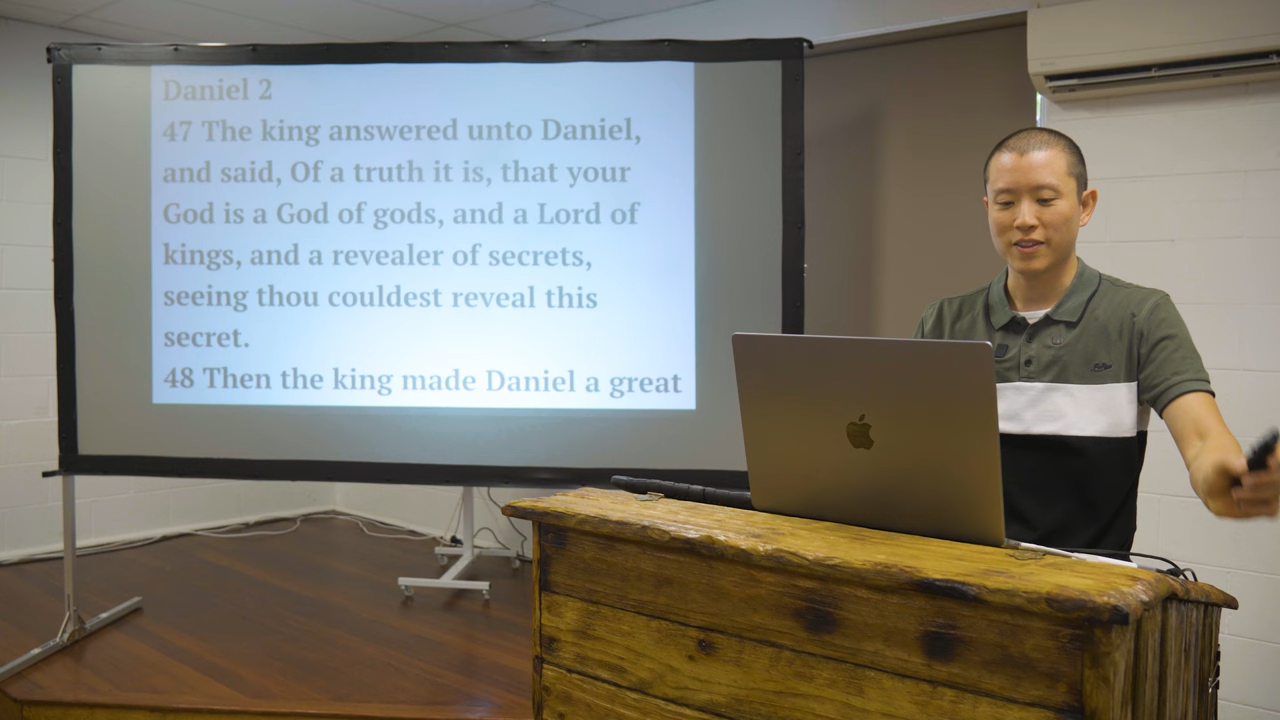 Daniel 2
47 The king answered unto Daniel,
and said, Of a truth it is, that your
God is a God of gods, and a Lord of
kings, and a revealer of secrets,
seeing thou couldest reveal this
secret.
48 Then the king made Daniel a great